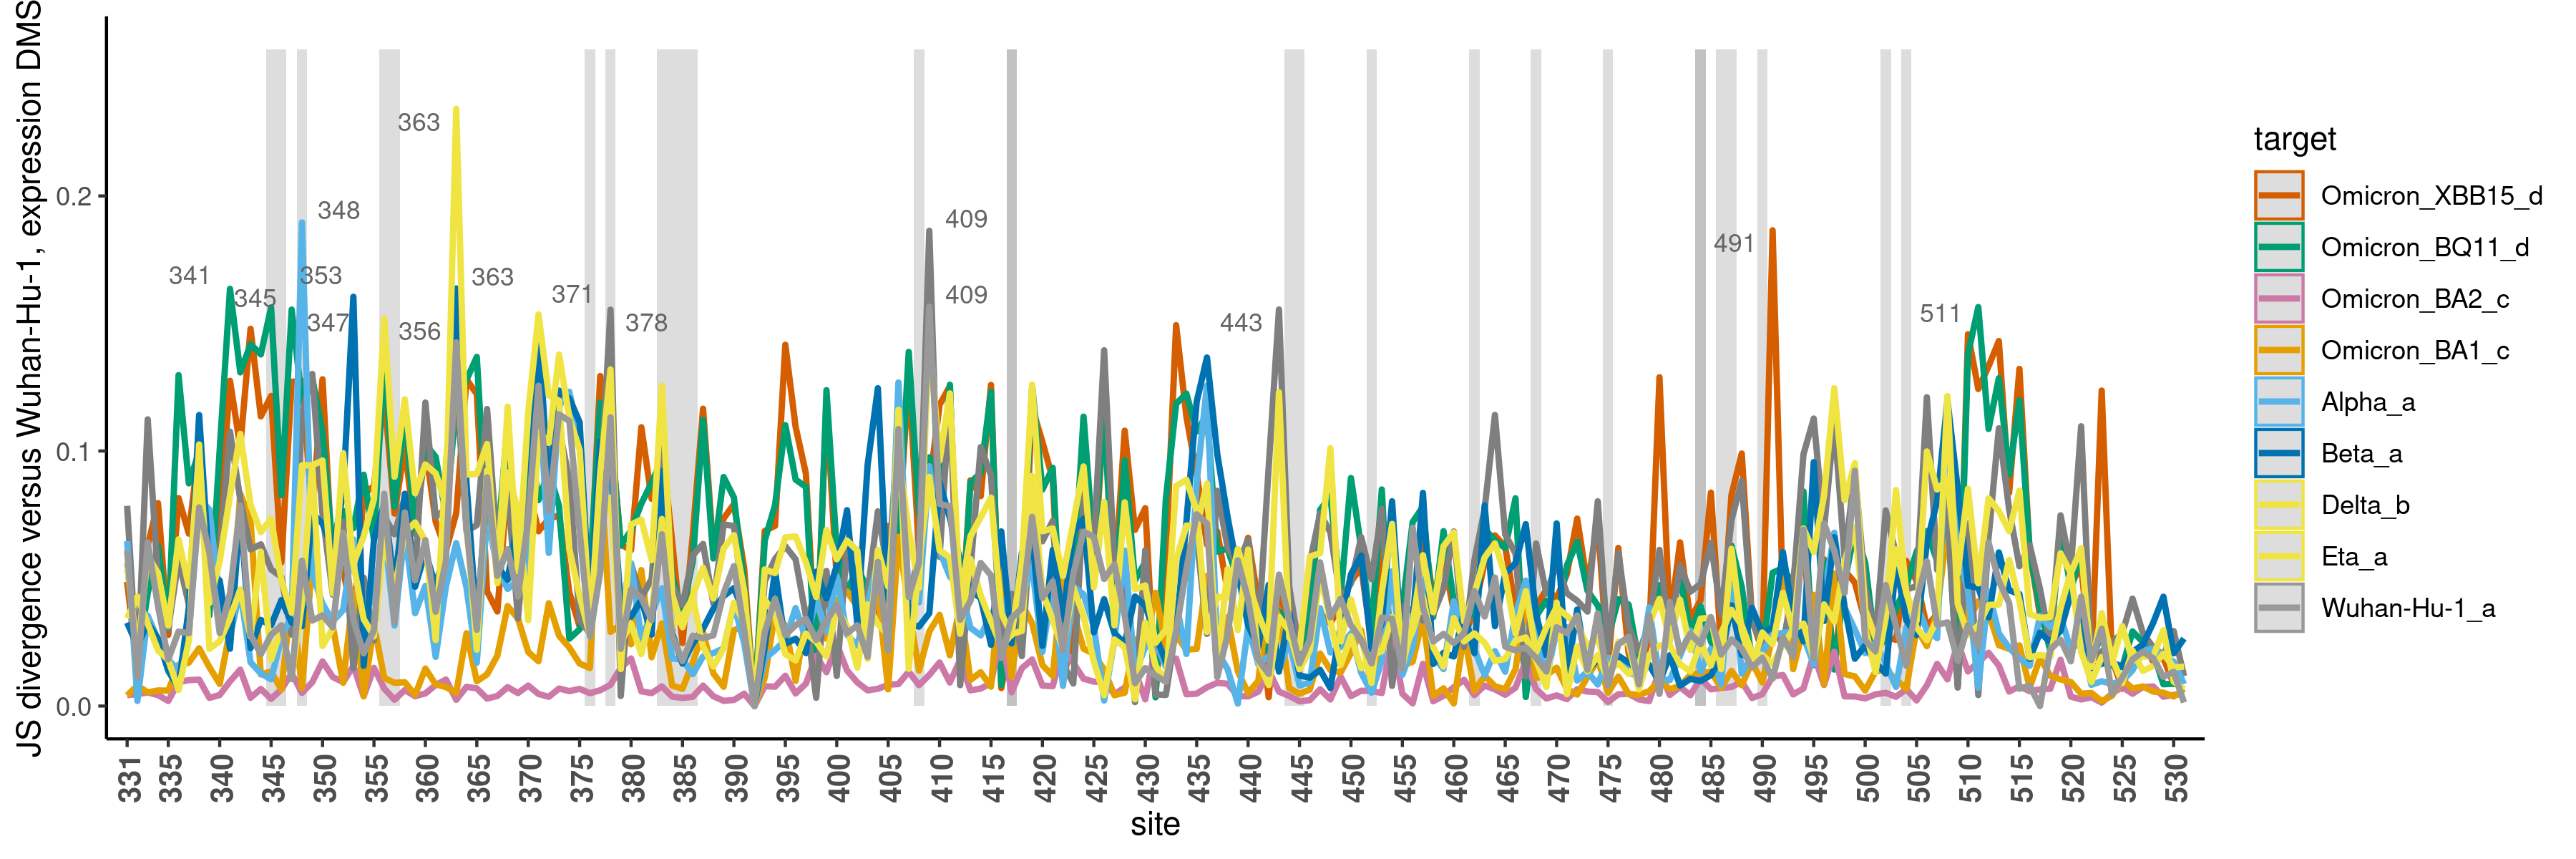 JS divergence versus Wuhan-Hu-1, expression DMS
0.2
0.1
0.0
363
348
341
345
353
347
356
363
371
378
409
409
443
491
511
331 335 340 345 350 355 360 365 370 375 380 385 390 395 400 405 410 415 420 425 430 435 440 445 450 455 460 465 470 475 480 485 490 495 500 505 510 515 520 525 530
site
target
Omicron_XBB15_d
Omicron_BQ11_d
Omicron_BA2_c
Omicron_BA1_c
Alpha_a
Beta_a
Delta_b
Eta_a
Wuhan-Hu-1_a